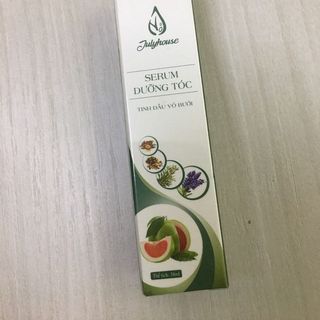 Julyhouse
SERUM
DƯỠNG TÓC
TINH DẦU VỎ BƯỞI